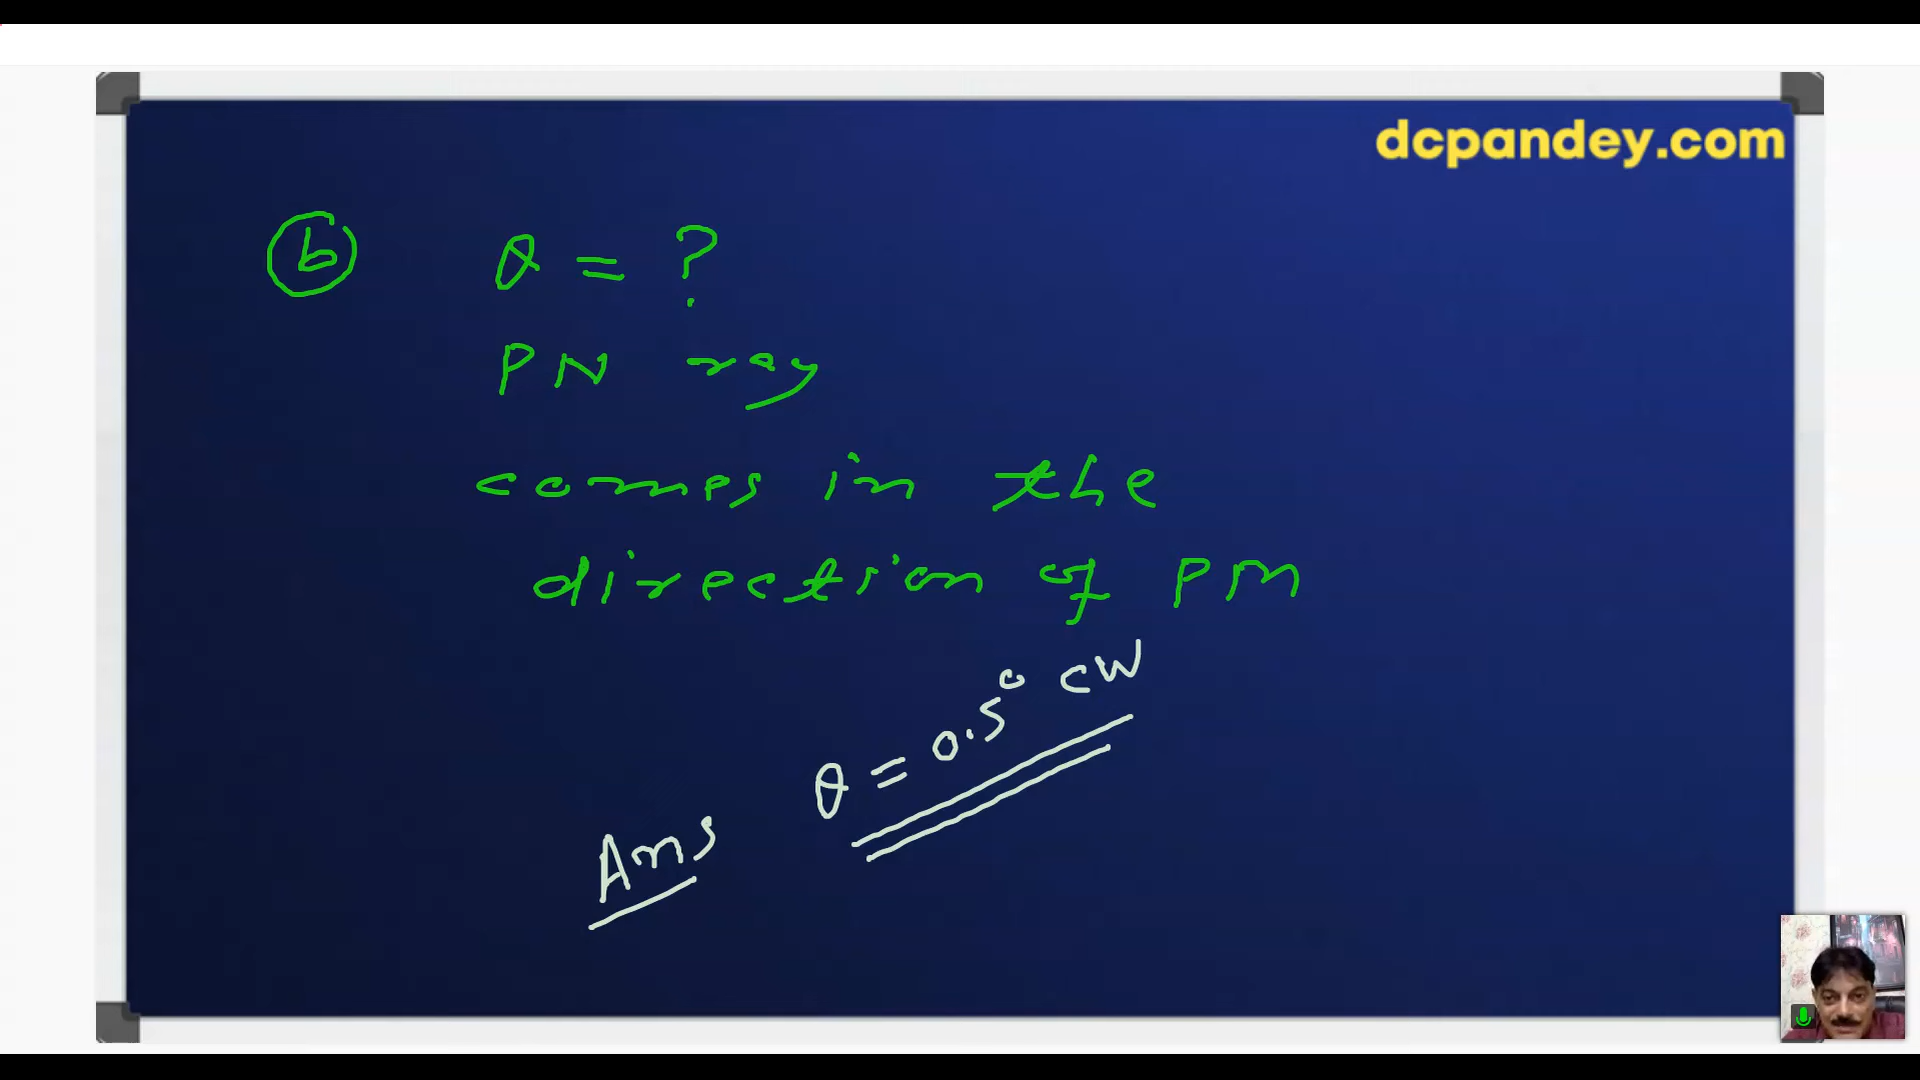 dcpandey.com
b θ = ?
PN ray
comes in the
direction of PM
θ = 0.5° CW
Ans